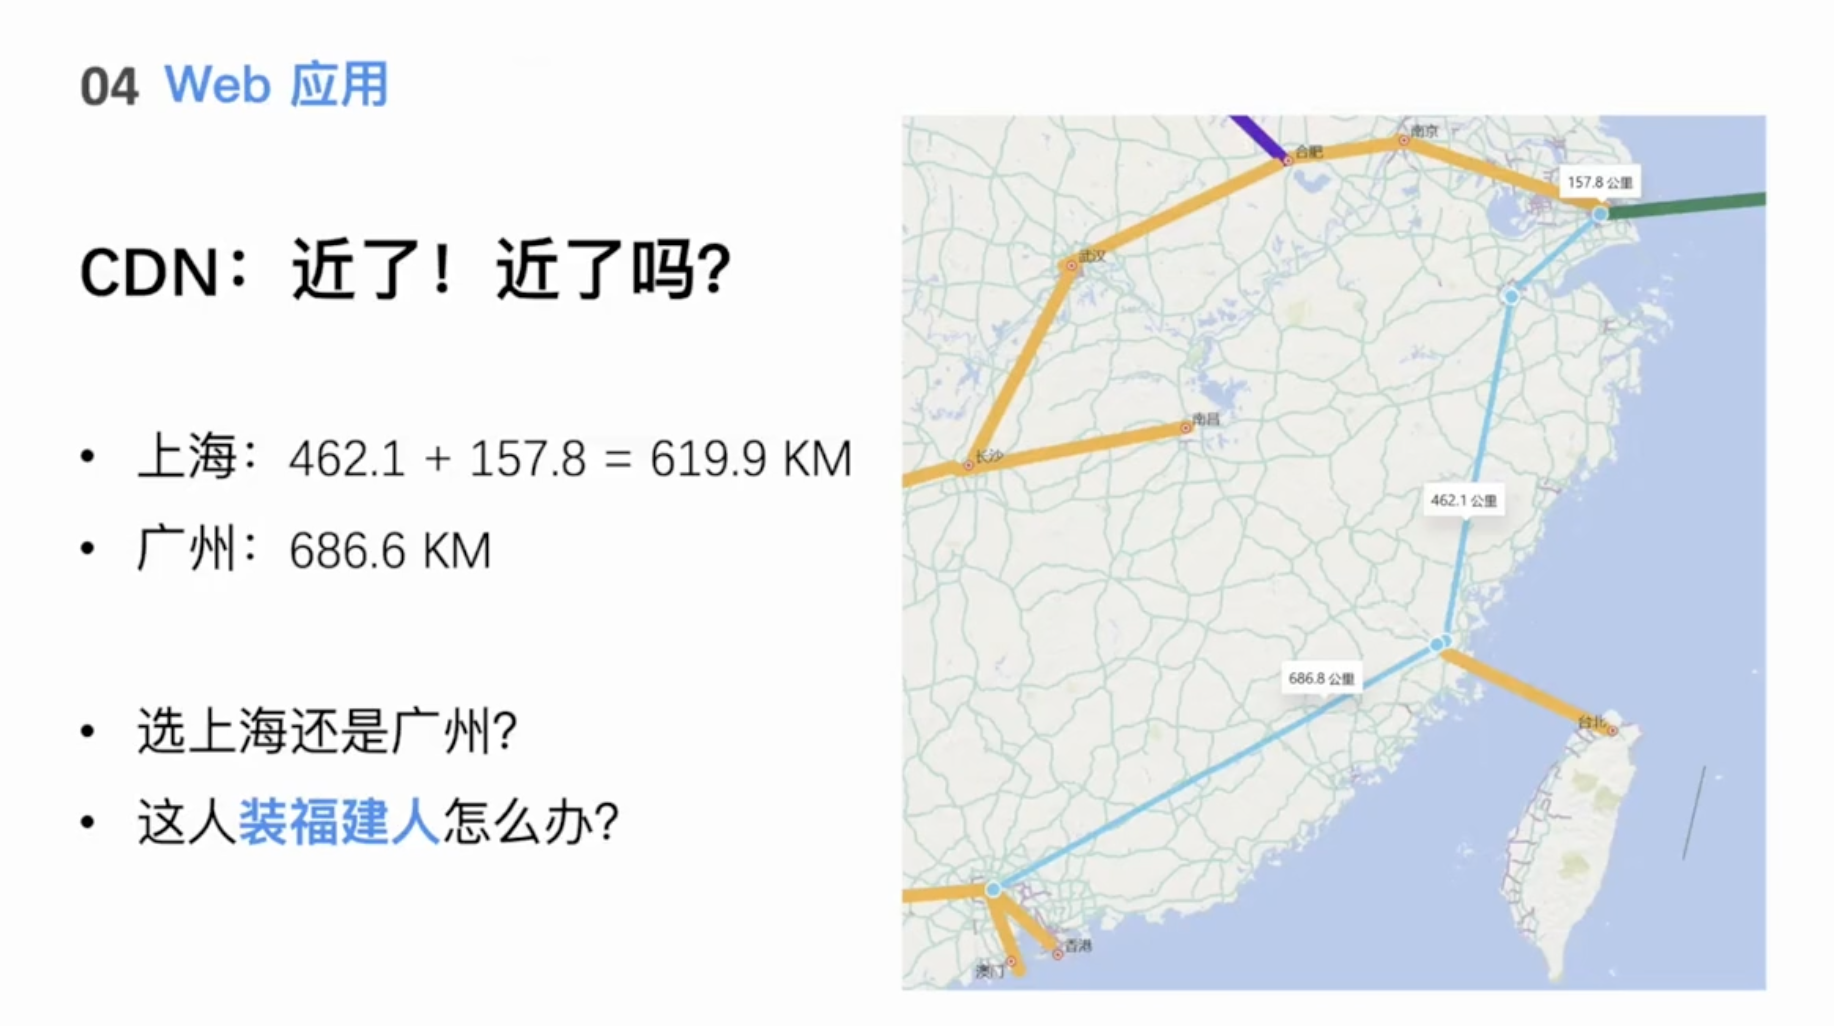 04 Web 应用
CDN：近了！近了吗？
• 上海：462.1 + 157.8 = 619.9 KM
• 广州：686.6 KM
• 选上海还是广州？
• 这人装福建人怎么办？
南京
合肥
157.8 公里
武汉
南昌
长沙
462.1 公里
686.8 公里
台北
香港
澳门